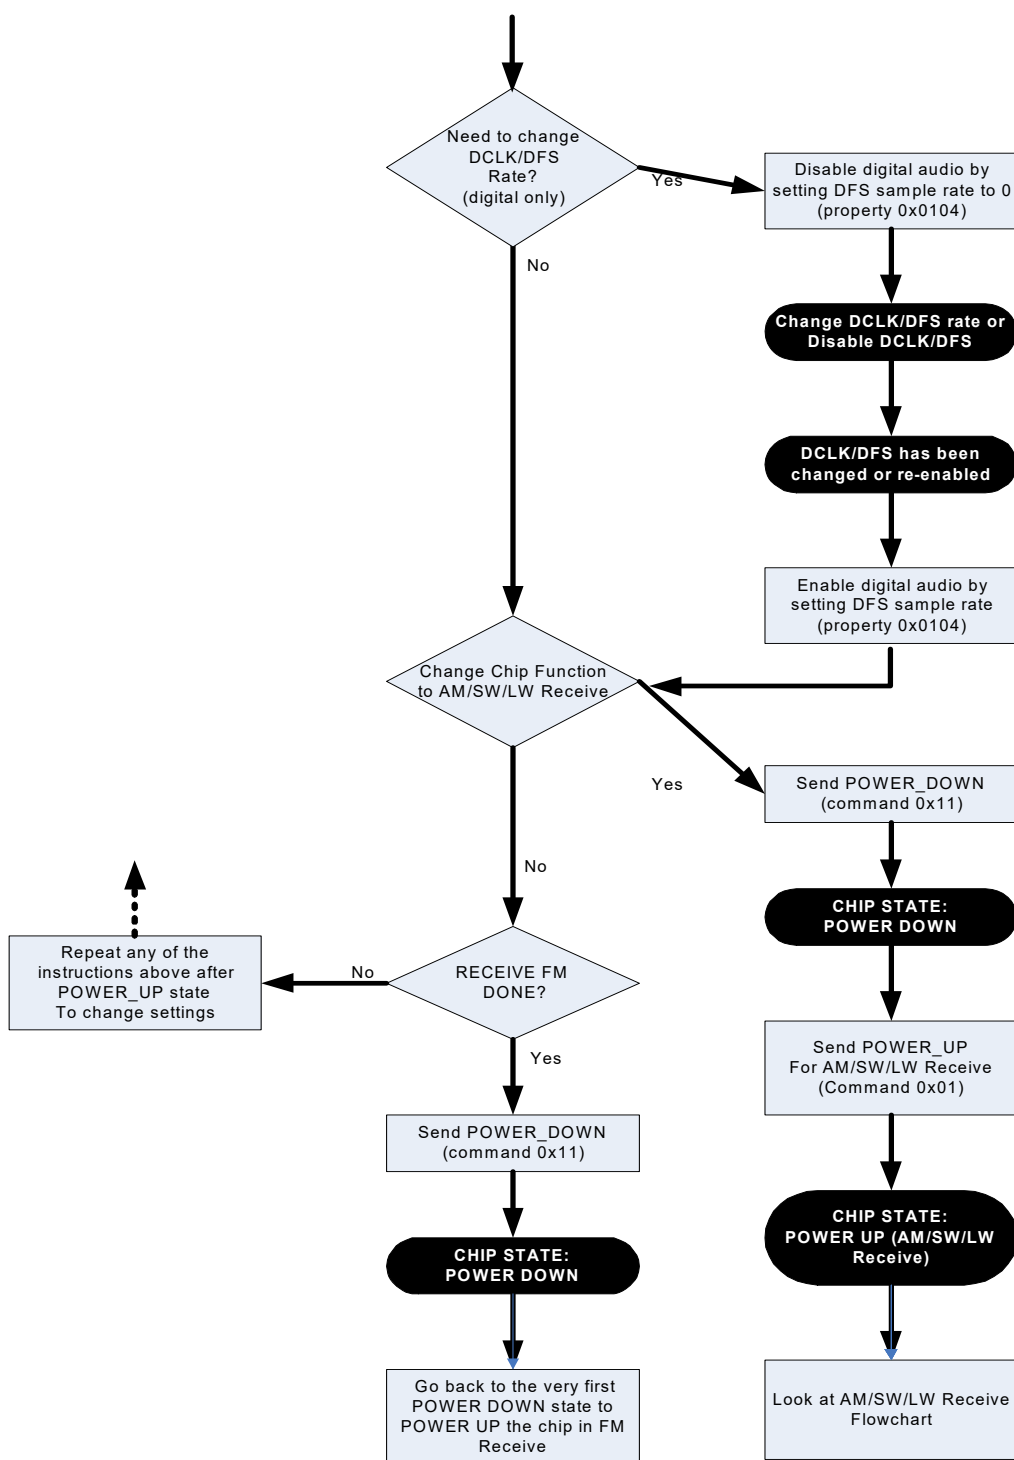 Need to change
DCLK/DFS
Rate?
(digital only)
Yes
Disable digital audio by
setting DFS sample rate to 0
(property 0x0104)
No
Change DCLK/DFS rate or
Disable DCLK/DFS
DCLK/DFS has been
changed or re-enabled
Enable digital audio by
setting DFS sample rate
(property 0x0104)
Change Chip Function
to AM/SW/LW Receive
Yes
Send POWER_DOWN
(command 0x11)
No
CHIP STATE:
POWER DOWN
RECEIVE FM
DONE?
No
Repeat any of the
instructions above after
POWER_UP state
To change settings
Send POWER_UP
For AM/SW/LW Receive
(Command 0x01)
Yes
Send POWER_DOWN
(command 0x11)
CHIP STATE:
POWER UP (AM/SW/LW
Receive)
CHIP STATE:
POWER DOWN
Go back to the very first
POWER DOWN state to
POWER UP the chip in FM
Receive
Look at AM/SW/LW Receive
Flowchart